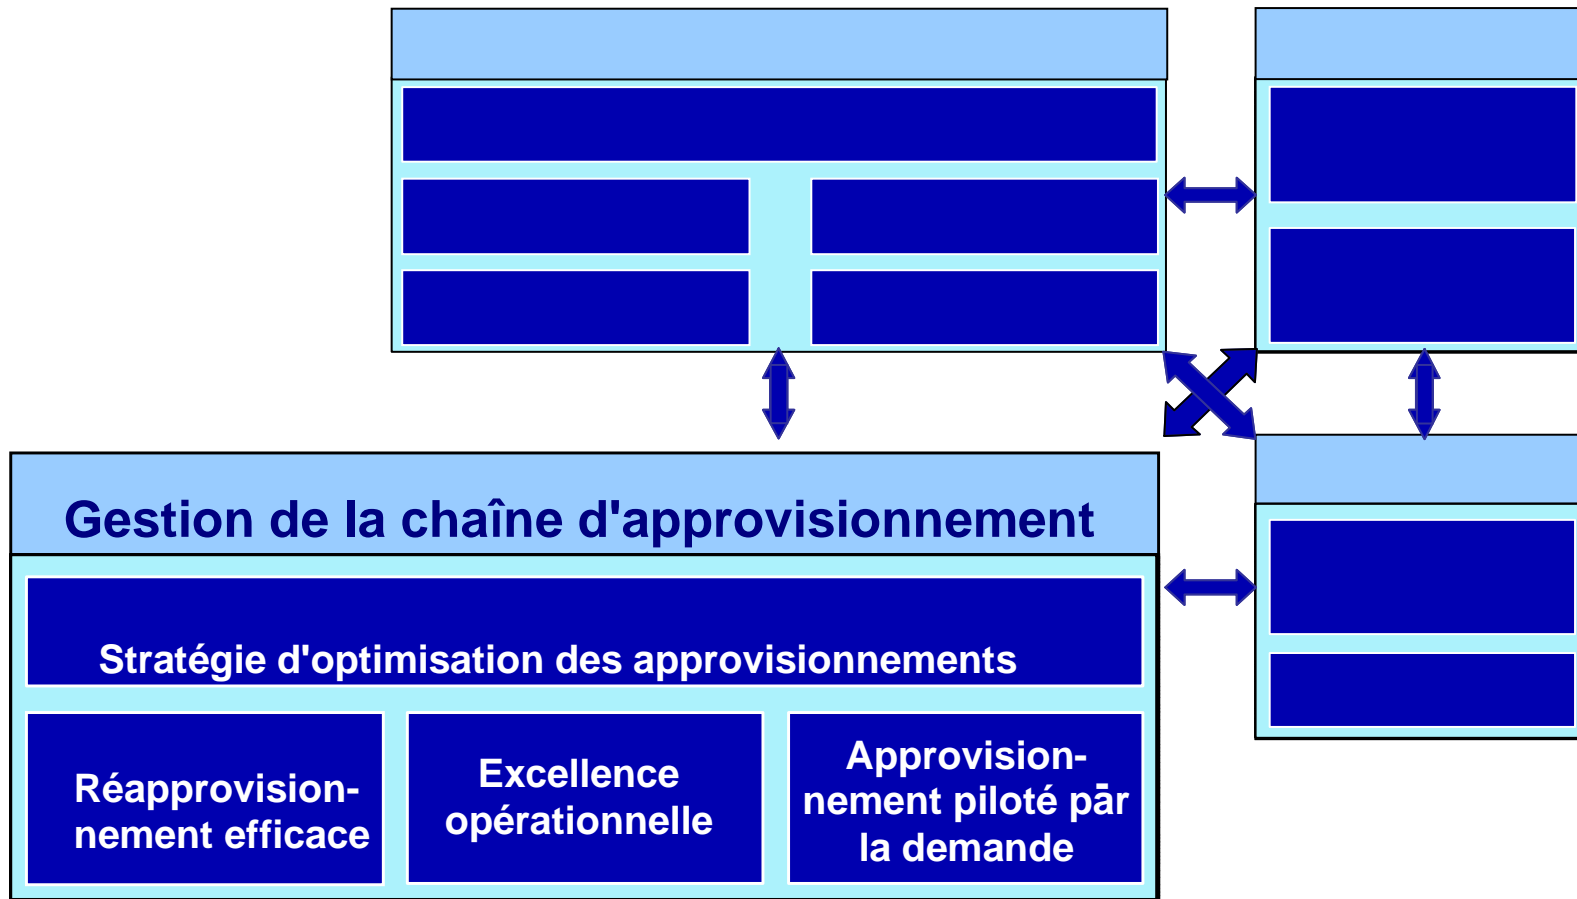 Gestion de la chaîne d'approvisionnement
Stratégie d'optimisation des approvisionnements
Réapprovision-
nement efficace
Excellence
opérationnelle
Approvision-
nement piloté pār
la demande